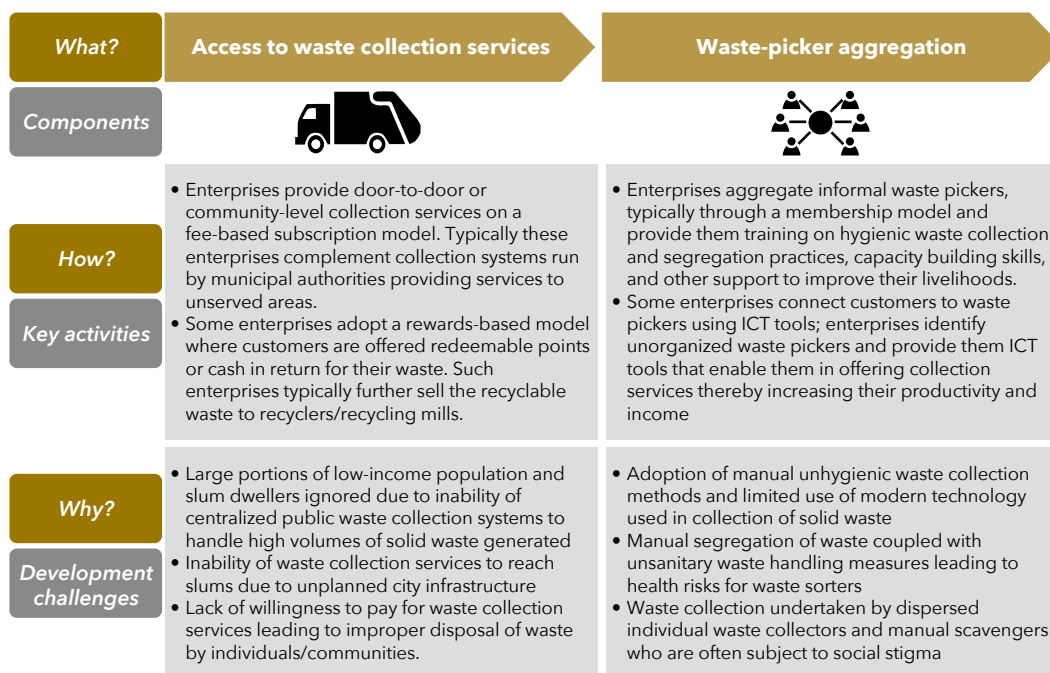 What?
Access to waste collection services
Waste-picker aggregation
Components
How?
Key activities
• Enterprises provide door-to-door or
community-level collection services on a
fee-based subscription model. Typically these
enterprises complement collection systems run
by municipal authorities providing services to
unserved areas.
• Some enterprises adopt a rewards-based model
where customers are offered redeemable points
or cash in return for their waste. Such
enterprises typically further sell the recyclable
waste to recyclers/recycling mills.
• Enterprises aggregate informal waste pickers,
typically through a membership model and
provide them training on hygienic waste collection
and segregation practices, capacity building skills,
and other support to improve their livelihoods.
• Some enterprises connect customers to waste
pickers using ICT tools; enterprises identify
unorganized waste pickers and provide them ICT
tools that enable them in offering collection
services thereby increasing their productivity and
income
Why?
Development
challenges
• Large portions of low-income population and
slum dwellers ignored due to inability of
centralized public waste collection systems to
handle high volumes of solid waste generated
• Inability of waste collection services to reach
slums due to unplanned city infrastructure
• Lack of willingness to pay for waste collection
services leading to improper disposal of waste
by individuals/communities.
• Adoption of manual unhygienic waste collection
methods and limited use of modern technology
used in collection of solid waste
• Manual segregation of waste coupled with
unsanitary waste handling measures leading to
health risks for waste sorters
• Waste collection undertaken by dispersed
individual waste collectors and manual scavengers
who are often subject to social stigma